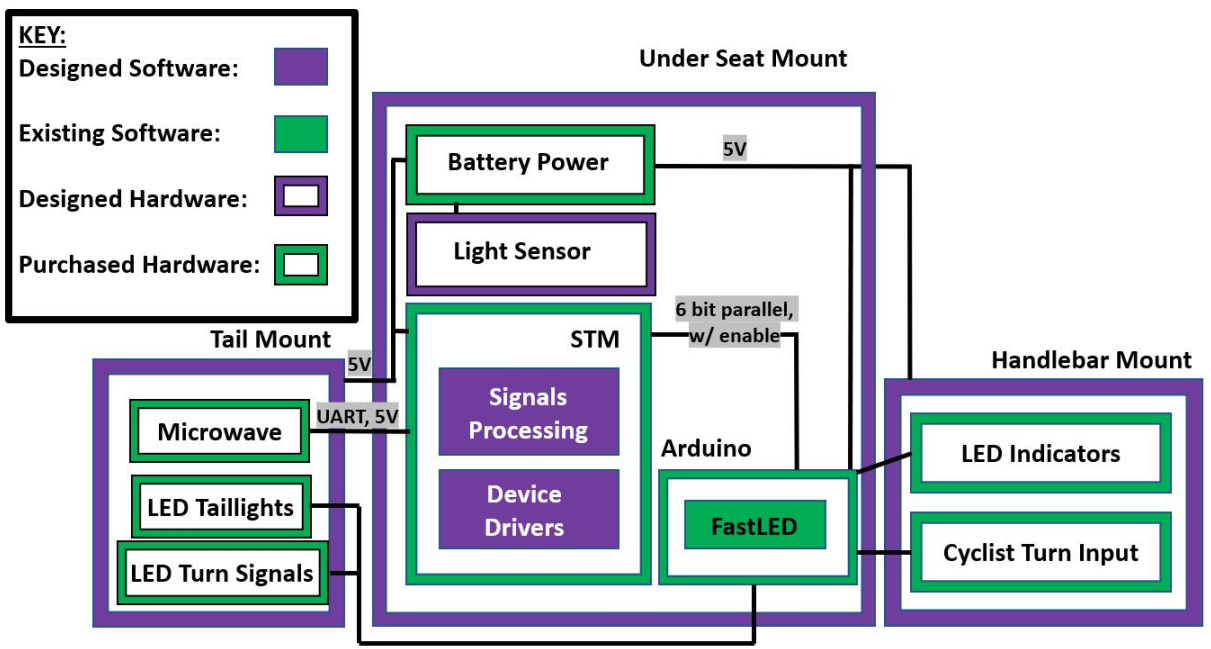 KEY:
Designed Software:
Existing Software:
Designed Hardware:
Purchased Hardware:
Under Seat Mount
Battery Power
5V
Light Sensor
STM
6 bit parallel,
w/ enable
Signals
Processing
Device
Drivers
Arduino
FastLED
Tail Mount
5V
UART, 5V
Microwave
LED Taillights
LED Turn Signals
Handlebar Mount
LED Indicators
Cyclist Turn Input